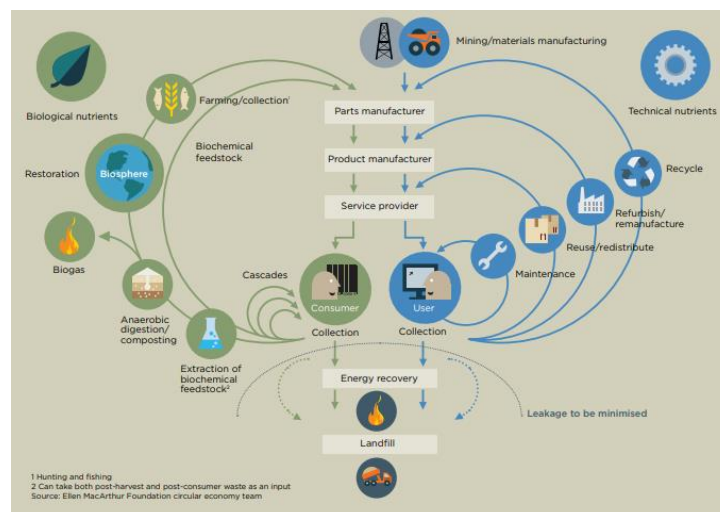 Mining/materials manufacturing
Biological nutrients
Farming/collection¹
Parts manufacturer
Technical nutrients
Biochemical
feedstock
Product manufacturer
Restoration
Biosphere
Recycle
Service provider
Refurbish/
remanufacture
Reuse/redistribute
Biogas
Cascades
Maintenance
Consumer
User
Anaerobic
digestion/
composting
Collection
Collection
Extraction of
biochemical
feedstock²
Energy recovery
Leakage to be minimised
Landfill
1 Hunting and fishing
2 Can take both post-harvest and post-consumer waste as an input
Source: Ellen MacArthur Foundation circular economy team